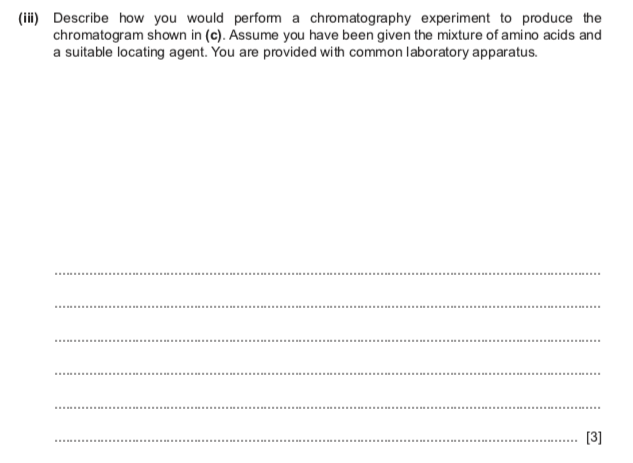 (iii) Describe how you would perform a chromatography experiment to produce the
chromatogram shown in (c). Assume you have been given the mixture of amino acids and
a suitable locating agent. You are provided with common laboratory apparatus.
[3]